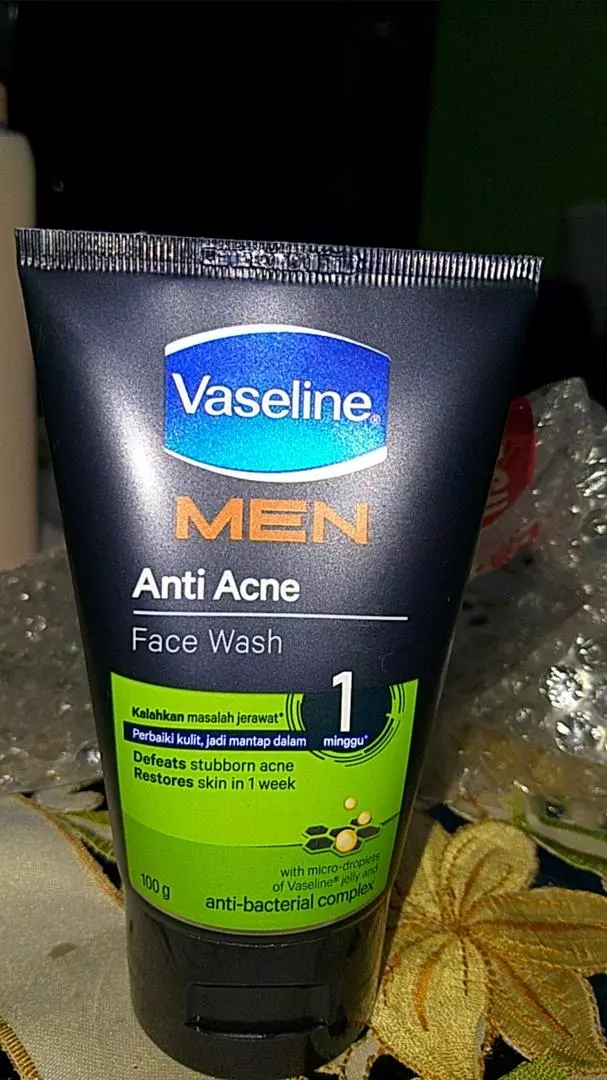 Vaseline®
MEN
Anti Acne
Face Wash
Kalahkan masalah jerawat*
Perbaiki kulit, jadi mantap dalam
1
minggu⁺
Defeats stubborn acne
Restores skin in 1 week
with micro-droplets
of Vaseline® jelly and
anti-bacterial complex
100 g